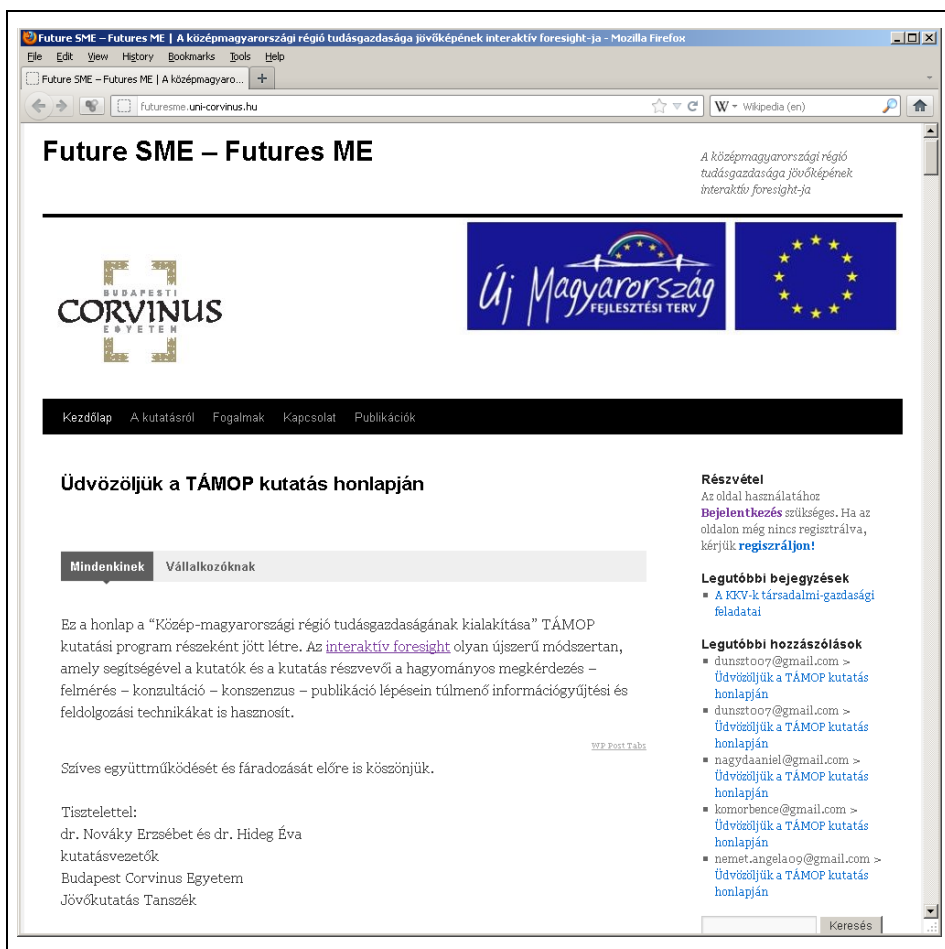 Future SME – Futures ME | A középmagyarországi régió tudásgazdasága jövőképének interaktív foresight-ja - Mozilla Firefox
File Edit View History Bookmarks Tools Help
Future SME – Futures ME | A középmagyaro...
futuresme.uni-corvinus.hu
W Wikipedia (en)
Future SME – Futures ME
A középmagyarországi régió
tudásgazdasága jövőképének
interaktív foresight-ja
BUDAPESTI
CORVINUS
EGYETEM
Új Magyarország
FEJLESZTÉSI TERV
Kezdőlap A kutatásról Fogalmak Kapcsolat Publikációk
Üdvözöljük a TÁMOP kutatás honlapján
Mindenkinek Vállalkozóknak
Ez a honlap a “Közép-magyarországi régió tudásgazdaságának kialakítása” TÁMOP
kutatási program részeként jött létre. Az interaktív foresight olyan újszerű módszertan,
amely segítségével a kutatók és a kutatás részvevői a hagyományos megkérdezés –
felmérés – konzultáció – konszenzus – publikáció lépésein túlmenő információgyűjtési és
feldolgozási technikákat is hasznosít.
WP Post Tabs
Szíves együttműködését és fáradozását előre is köszönjük.
Tisztelettel:
dr. Nováky Erzsébet és dr. Hideg Éva
kutatásvezetők
Budapest Corvinus Egyetem
Jövőkutatás Tanszék
Részvétel
Az oldal használatához
Bejelentkezés szükséges. Ha az
oldalon még nincs regisztrálva,
kérjük regiszráljon!
Legutóbbi bejegyzések
A KKV-k társadalmi-gazdasági
feladatai
Legutóbbi hozzászólások
dunszt007@gmail.com >
Üdvözöljük a TÁMOP kutatás
honlapján
dunszt007@gmail.com >
Üdvözöljük a TÁMOP kutatás
honlapján
nagydaaniel@gmail.com >
Üdvözöljük a TÁMOP kutatás
honlapján
komorbence@gmail.com >
Üdvözöljük a TÁMOP kutatás
honlapján
nemet.angela09@gmail.com >
Üdvözöljük a TÁMOP kutatás
honlapján
Keresés